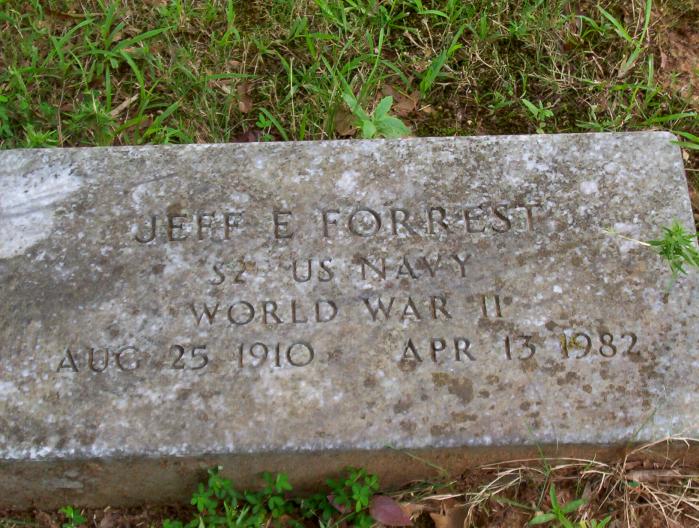 JEFF E FORREST
S2 US NAVY
WORLD WAR II
AUG 25 1910 APR 13 1982